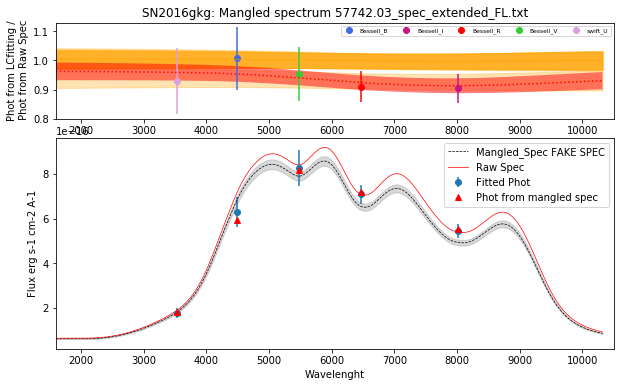 SN2016gkg: Mangled spectrum 57742.03_spec_extended_FL.txt
Phot from LCfitting /
Phot from Raw Spec
1.1
1.0
0.9
0.8
Bessell_B
Bessell_I
Bessell_R
Bessell_V
swift_U
2000 3000 4000 5000 6000 7000 8000 9000 10000
Flux erg s-1 cm-2 A-1
8
6
4
2
Mangled_Spec FAKE SPEC
Raw Spec
Fitted Phot
Phot from mangled spec
2000 3000 4000 5000 6000 7000 8000 9000 10000
Wavelenght